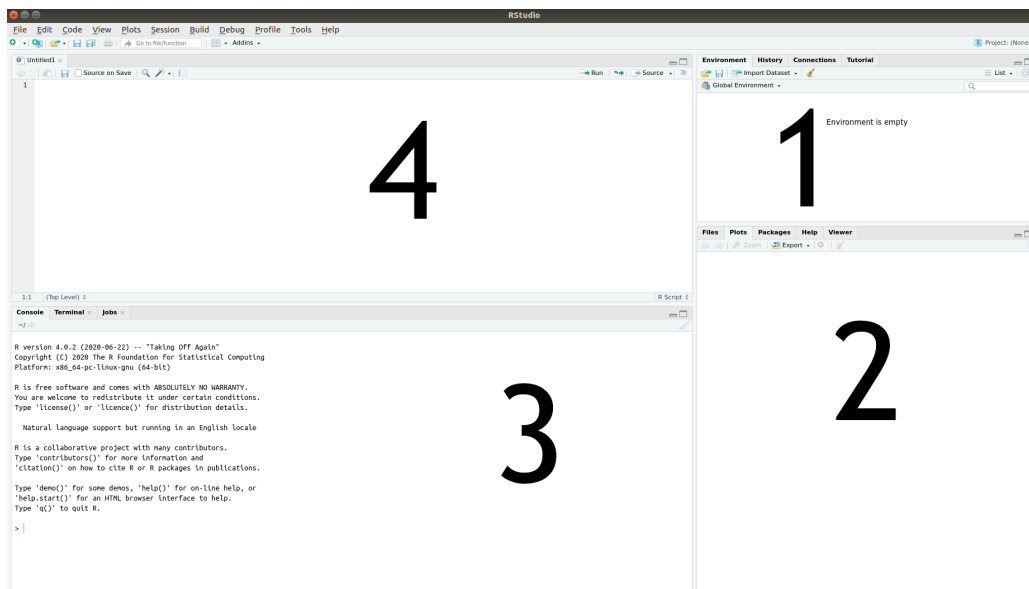 RStudio
File Edit Code View Plots Session Build Debug Profile Tools Help
Go to file/function Addins Project: (None
Untitled1
Source on Save Run Source
1
4
1:1 (Top Level) R Script
Console Terminal Jobs
~/
R version 4.0.2 (2020-06-22) -- "Taking Off Again"
Copyright (C) 2020 The R Foundation for Statistical Computing
Platform: x86_64-pc-linux-gnu (64-bit)
R is free software and comes with ABSOLUTELY NO WARRANTY.
You are welcome to redistribute it under certain conditions.
Type 'license()' or 'licence()' for distribution details.
Natural language support but running in an English locale
R is a collaborative project with many contributors.
Type 'contributors()' for more information and
'citation()' on how to cite R or R packages in publications.
Type 'demo()' for some demos, 'help()' for on-line help, or
'help.start()' for an HTML browser interface to help.
Type 'q()' to quit R.
>
3
Environment History Connections Tutorial
Import Dataset List
Global Environment
Environment is empty
1
Files Plots Packages Help Viewer
Zoom Export
2